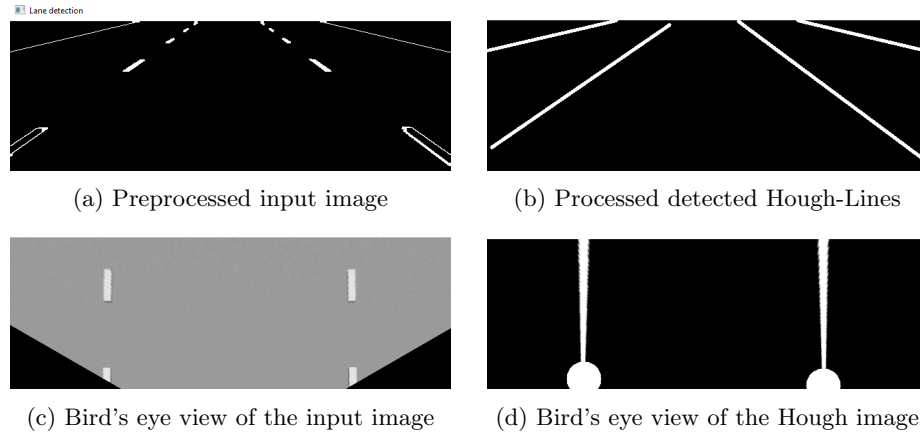 Lane detection
(a) Preprocessed input image
(b) Processed detected Hough-Lines
(c) Bird's eye view of the input image
(d) Bird's eye view of the Hough image